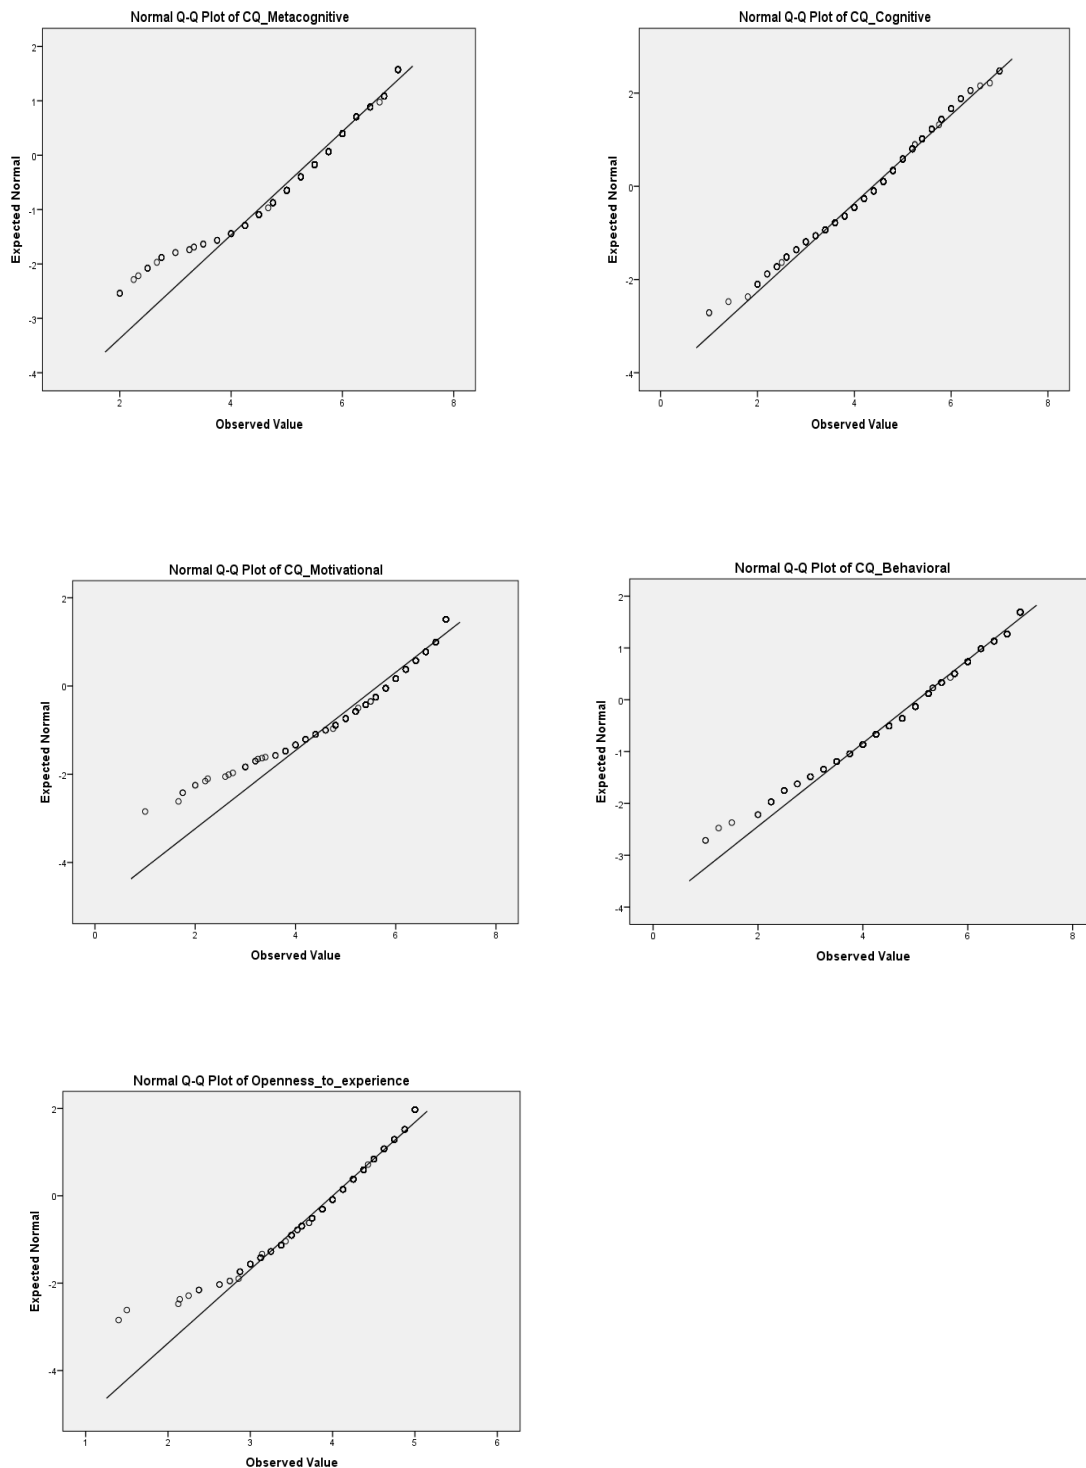 Normal Q-Q Plot of CQ_Metacognitive
2
1
0
-1
-2
-3
-4
Expected Normal
2 4 6 8
Observed Value
Normal Q-Q Plot of CQ_Cognitive
2
0
-2
-4
Expected Normal
0 2 4 6 8
Observed Value
Normal Q-Q Plot of CQ_Motivational
2
0
-2
-4
Expected Normal
0 2 4 6 8
Observed Value
Normal Q-Q Plot of CQ_Behavioral
2
1
0
-1
-2
-3
-4
Expected Normal
0 2 4 6 8
Observed Value
Normal Q-Q Plot of Openness_to_experience
2
0
-2
-4
Expected Normal
1 2 3 4 5 6
Observed Value